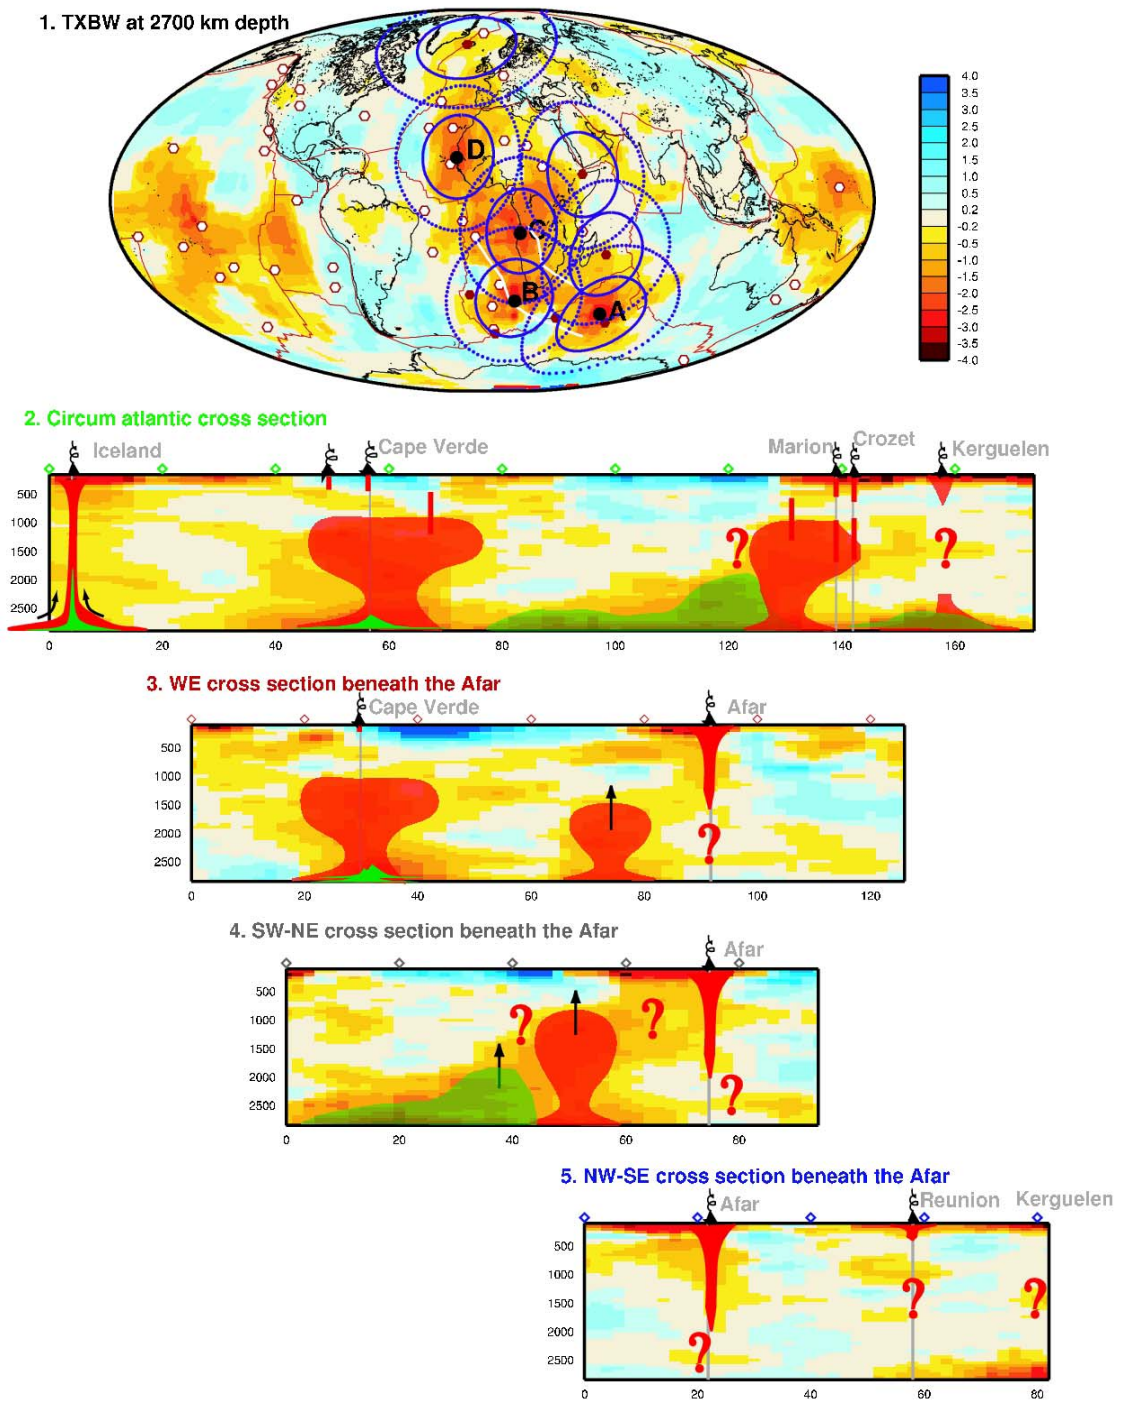 1. TXBW at 2700 km depth
D
C
B
A
4.0
3.5
3.0
2.5
2.0
1.5
1.0
0.5
0.2
-0.2
-0.5
-1.0
-1.5
-2.0
-2.5
-3.0
-3.5
-4.0
2. Circum atlantic cross section
Iceland Cape Verde Marion Crozet Kerguelen
500
1000
1500
2000
2500
? ?
0 20 40 60 80 100 120 140 160
3. WE cross section beneath the Afar
Cape Verde Afar
500
1000
1500
2000
2500
?
0 20 40 60 80 100 120
4. SW-NE cross section beneath the Afar
Afar
500
1000
1500
2000
2500
? ? ?
0 20 40 60 80
5. NW-SE cross section beneath the Afar
Afar Reunion Kerguelen
500
1000
1500
2000
2500
? ? ?
0 20 40 60 80